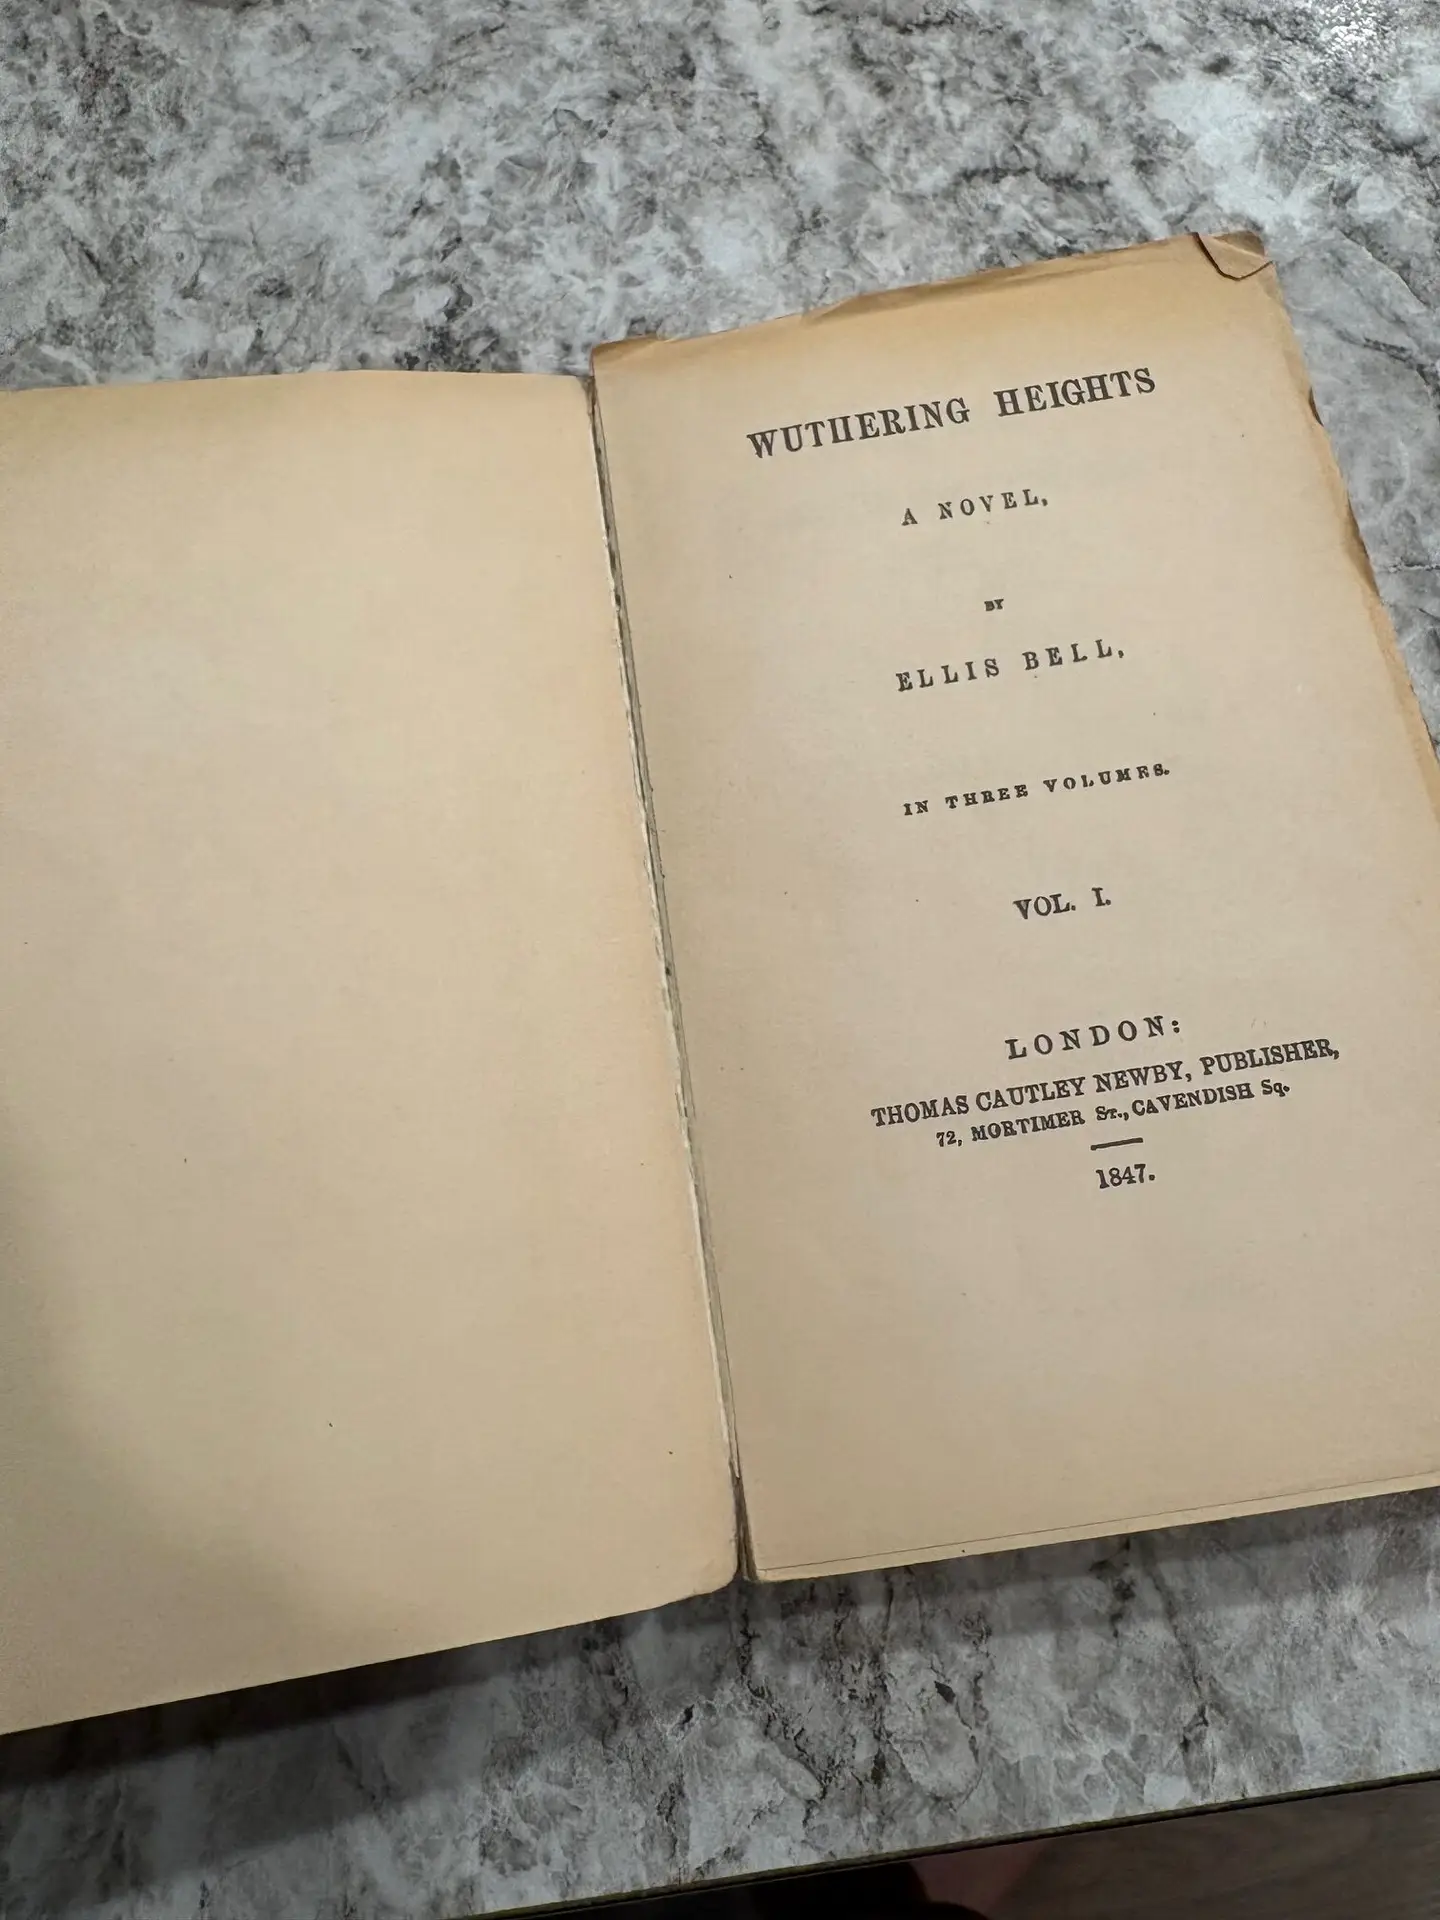 WUTHERING HEIGHTS
A NOVEL,
BY
ELLIS BELL,
IN THREE VOLUMES.
VOL. I.
LONDON:
THOMAS CAUTLEY NEWBY, PUBLISHER,
72, MORTIMER St., CAVENDISH Sq.
1847.